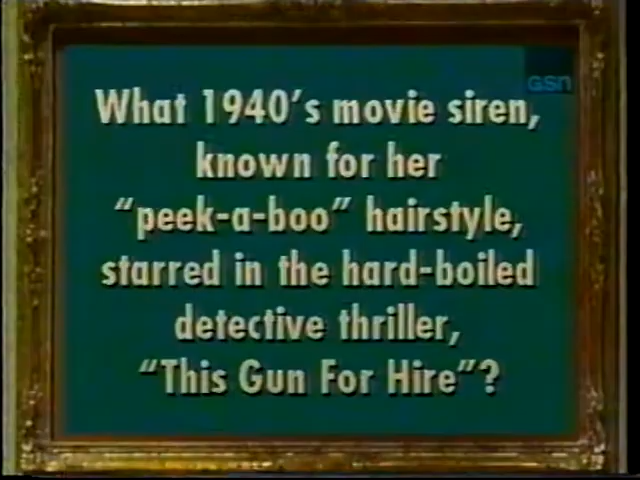 GSN
What 1940's movie siren,
known for her
"peek-a-boo" hairstyle,
starred in the hard-boiled
detective thriller,
"This Gun For Hire"?